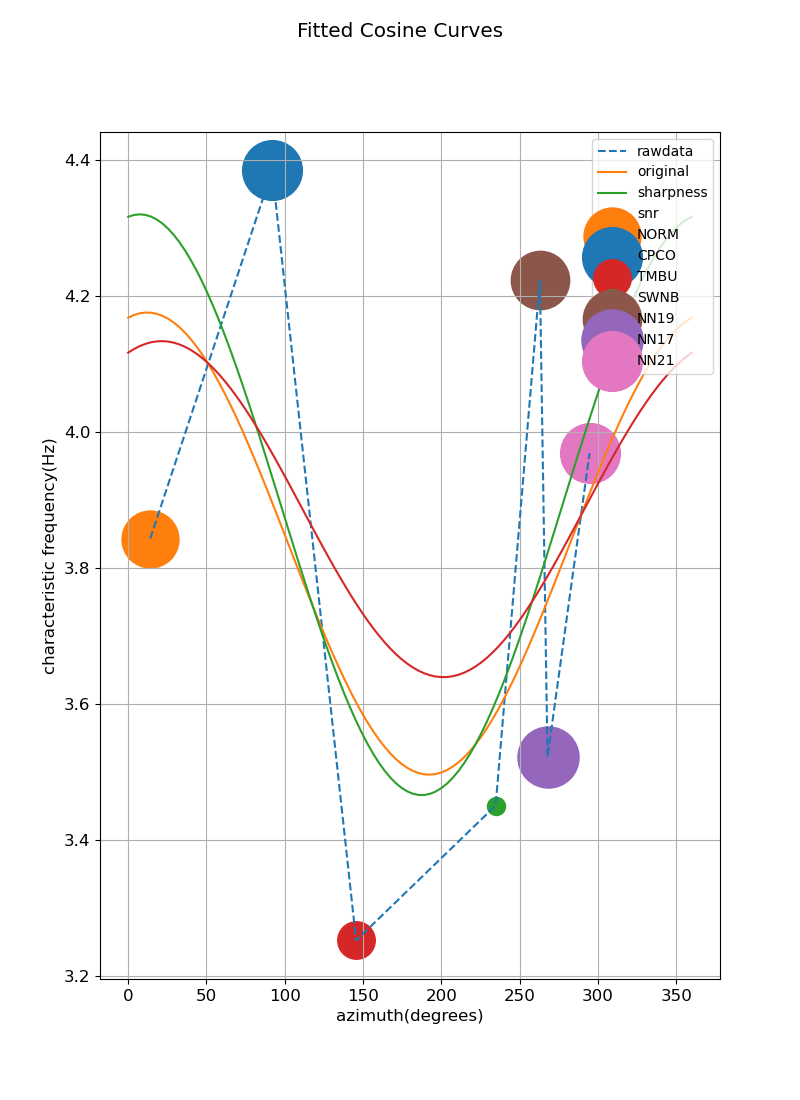 Fitted Cosine Curves
4.4
4.2
4.0
3.8
3.6
3.4
3.2
characteristic frequency(Hz)
0 50 100 150 200 250 300 350
azimuth(degrees)
rawdata
original
sharpness
snr
NORM
CPCO
TMBU
SWNB
NN19
NN17
NN21